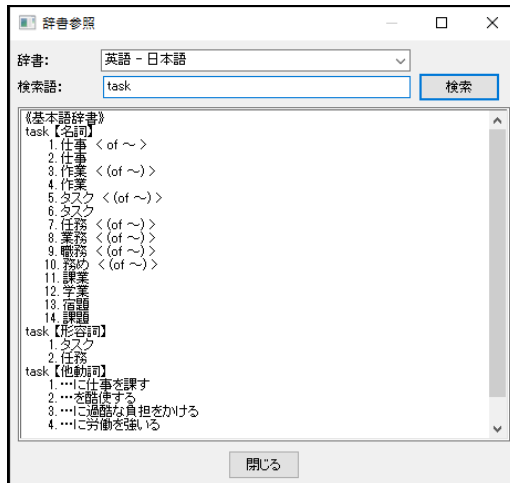 辞書参照
辞書: 英語 - 日本語
検索語: task 検索
《基本語辞書》
task【名詞】
1.仕事 < of ～ >
2.仕事
3.作業 < (of ～) >
4.作業
5.タスク < (of ～) >
6.タスク
7.任務 < (of ～) >
8.業務 < (of ～) >
9.職務 < (of ～) >
10.務め < (of ～) >
11.課業
12.学業
13.宿題
14.課題
task【形容詞】
1.タスク
2.任務
task【他動詞】
1.…に仕事を課す
2.…を酷使する
3.…に過酷な負担をかける
4.…に労働を強いる
閉じる